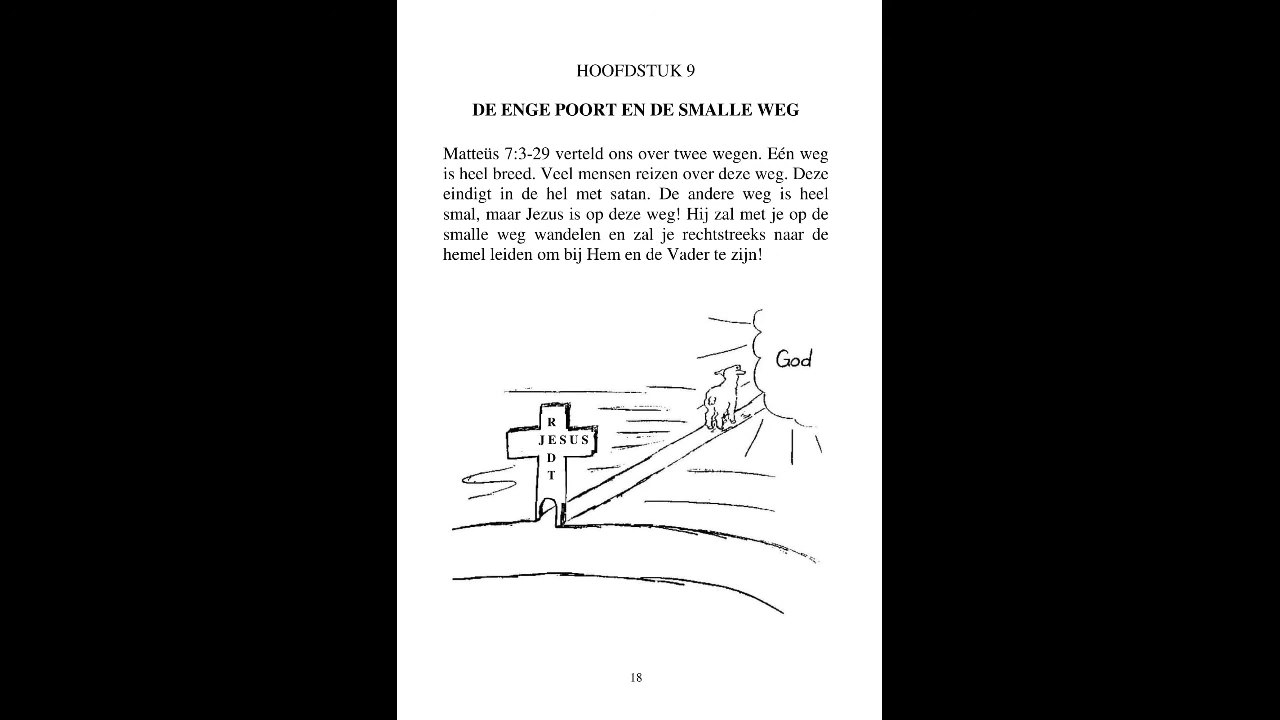 HOOFDSTUK 9
DE ENGE POORT EN DE SMALLE WEG
Matteüs 7:3-29 verteld ons over twee wegen. Eén weg
is heel breed. Veel mensen reizen over deze weg. Deze
eindigt in de hel met satan. De andere weg is heel
smal, maar Jezus is op deze weg! Hij zal met je op de
smalle weg wandelen en zal je rechtstreeks naar de
hemel leiden om bij Hem en de Vader te zijn!
God
R
JESUS
D
T
18